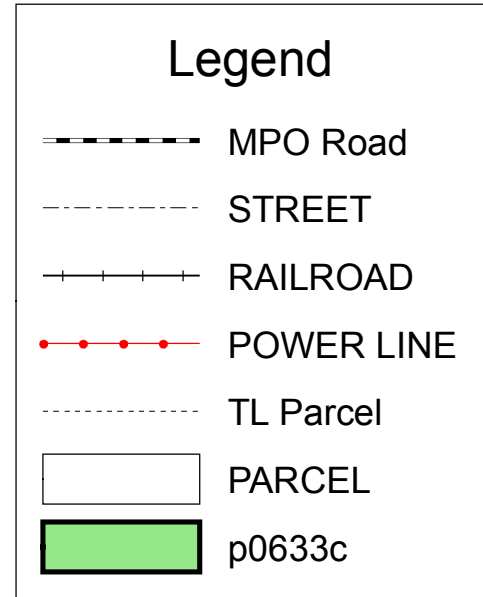 Legend
MPO Road
STREET
RAILROAD
POWER LINE
TL Parcel
PARCEL
p0633c